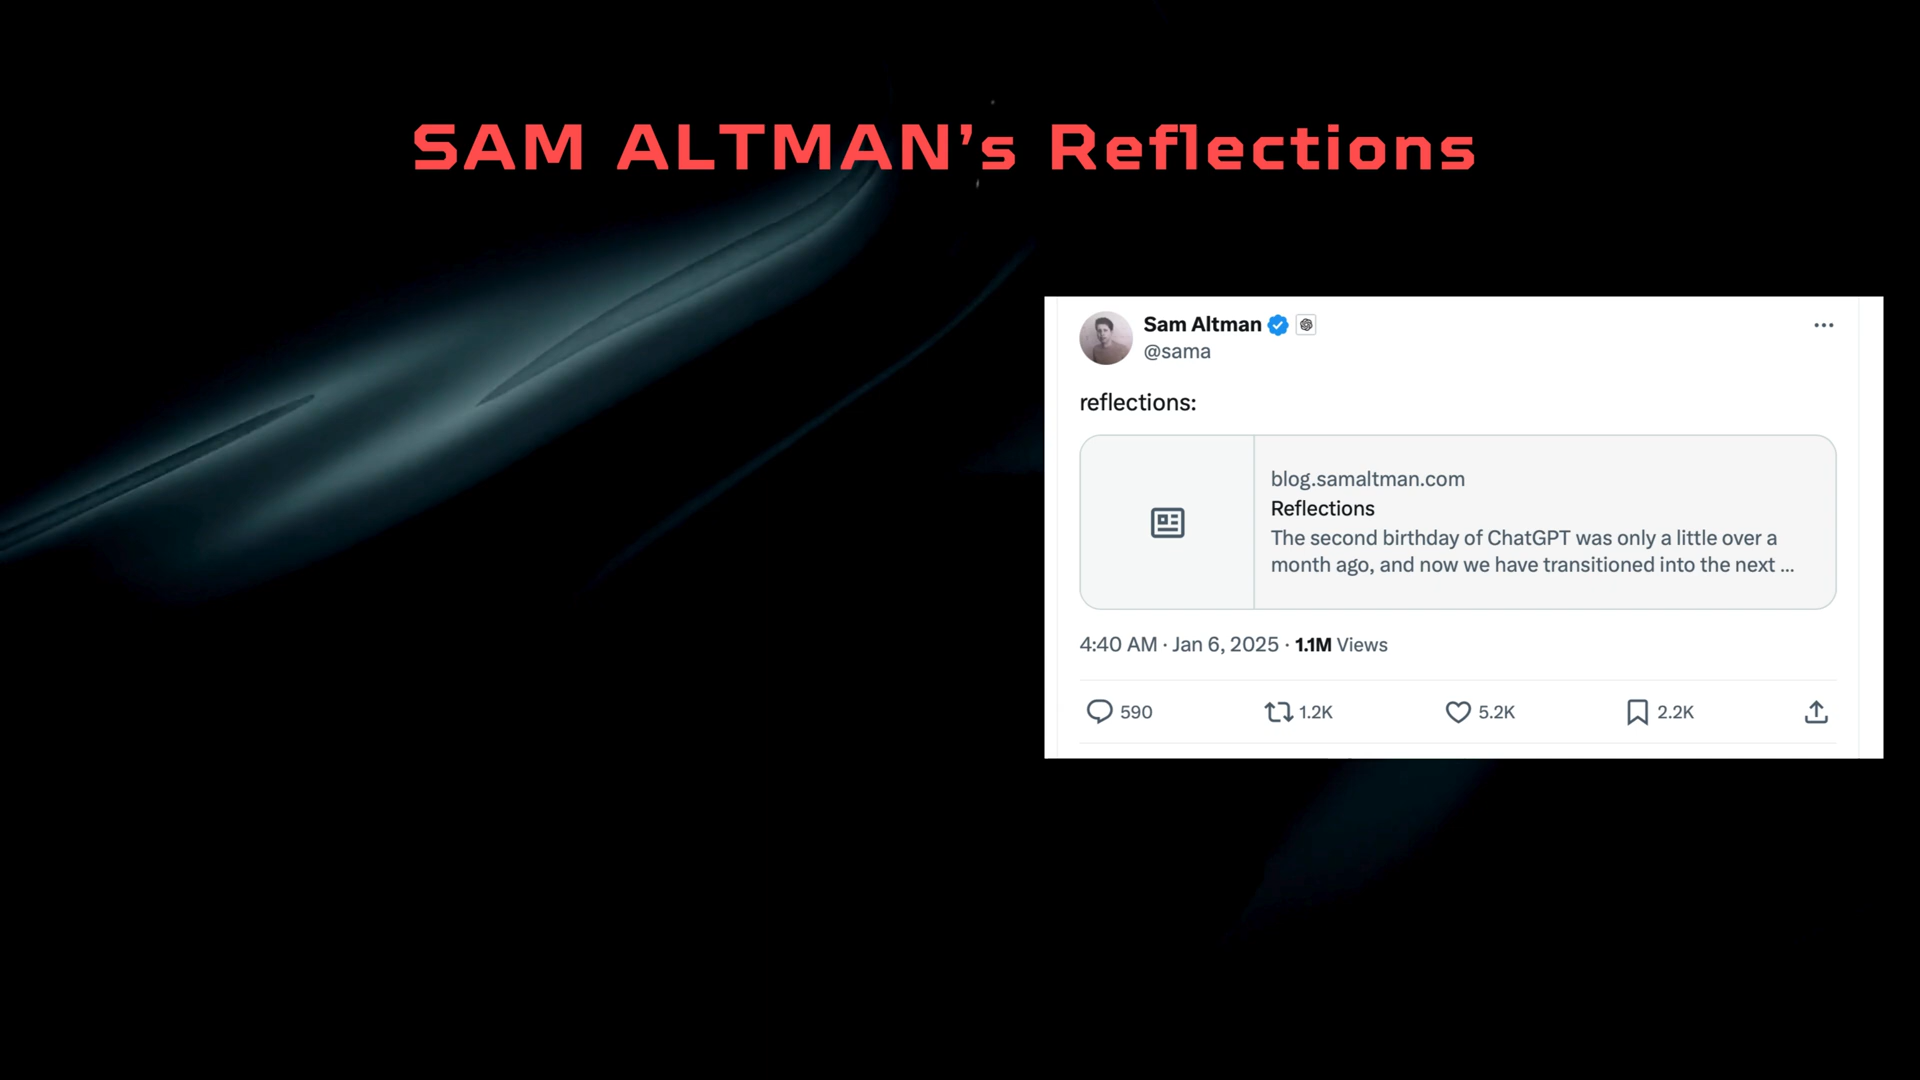 SAM ALTMAN’s Reflections
Sam Altman
@sama
reflections:
blog.samaltman.com
Reflections
The second birthday of ChatGPT was only a little over a
month ago, and now we have transitioned into the next ...
4:40 AM · Jan 6, 2025 · 1.1M Views
590 1.2K 5.2K 2.2K